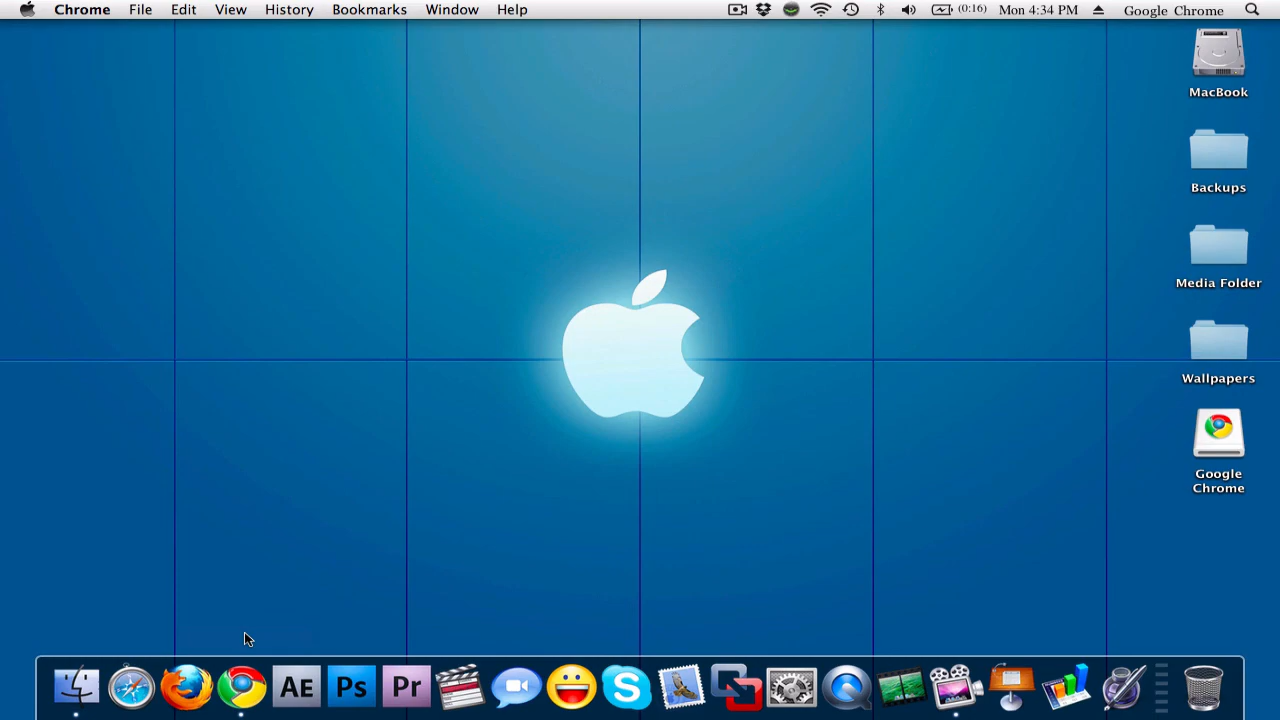 Chrome File Edit View History Bookmarks Window Help (0:16) Mon 4:34 PM Google Chrome
MacBook
Backups
Media Folder
Wallpapers
Google
Chrome
AE Ps Pr S